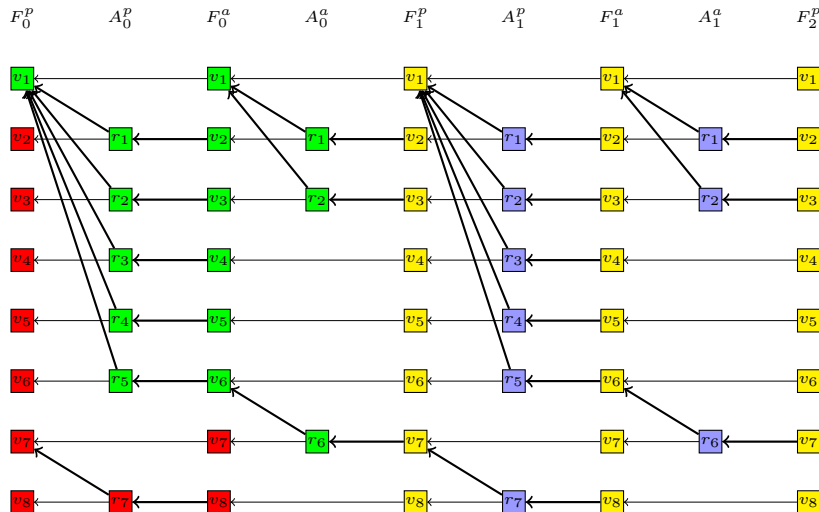 F_0^p A_0^p F_0^a A_0^a F_1^p A_1^p F_1^a A_1^a F_2^p
v_1 v_1 v_1 v_1 v_1
v_2 r_1 v_2 r_1 v_2 r_1 v_2 r_1 v_2
v_3 r_2 v_3 r_2 v_3 r_2 v_3 r_2 v_3
v_4 r_3 v_4 v_4 r_3 v_4 v_4
v_5 r_4 v_5 v_5 r_4 v_5 v_5
v_6 r_5 v_6 v_6 r_5 v_6 v_6
v_7 v_7 r_6 v_7 v_7 r_6 v_7
v_8 r_7 v_8 v_8 r_7 v_8 v_8